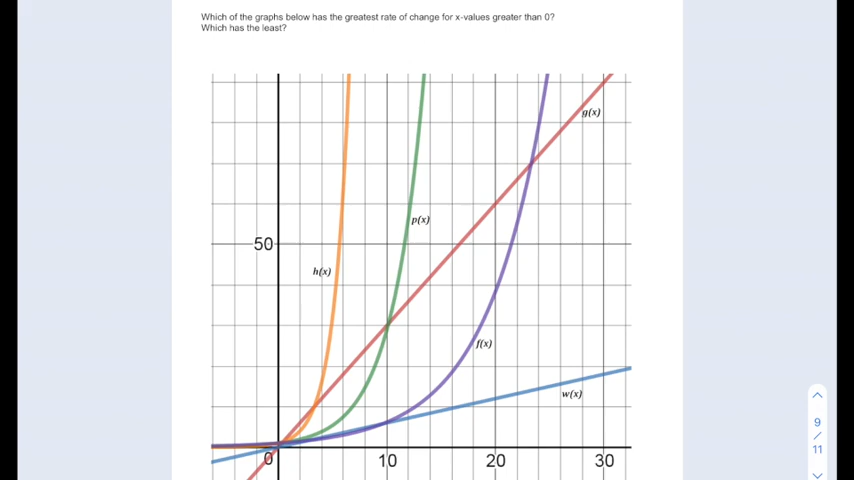 Which of the graphs below has the greatest rate of change for x-values greater than 0?
Which has the least?
g(x)
p(x)
50
h(x)
f(x)
w(x)
0
10
20
30
9
/
11